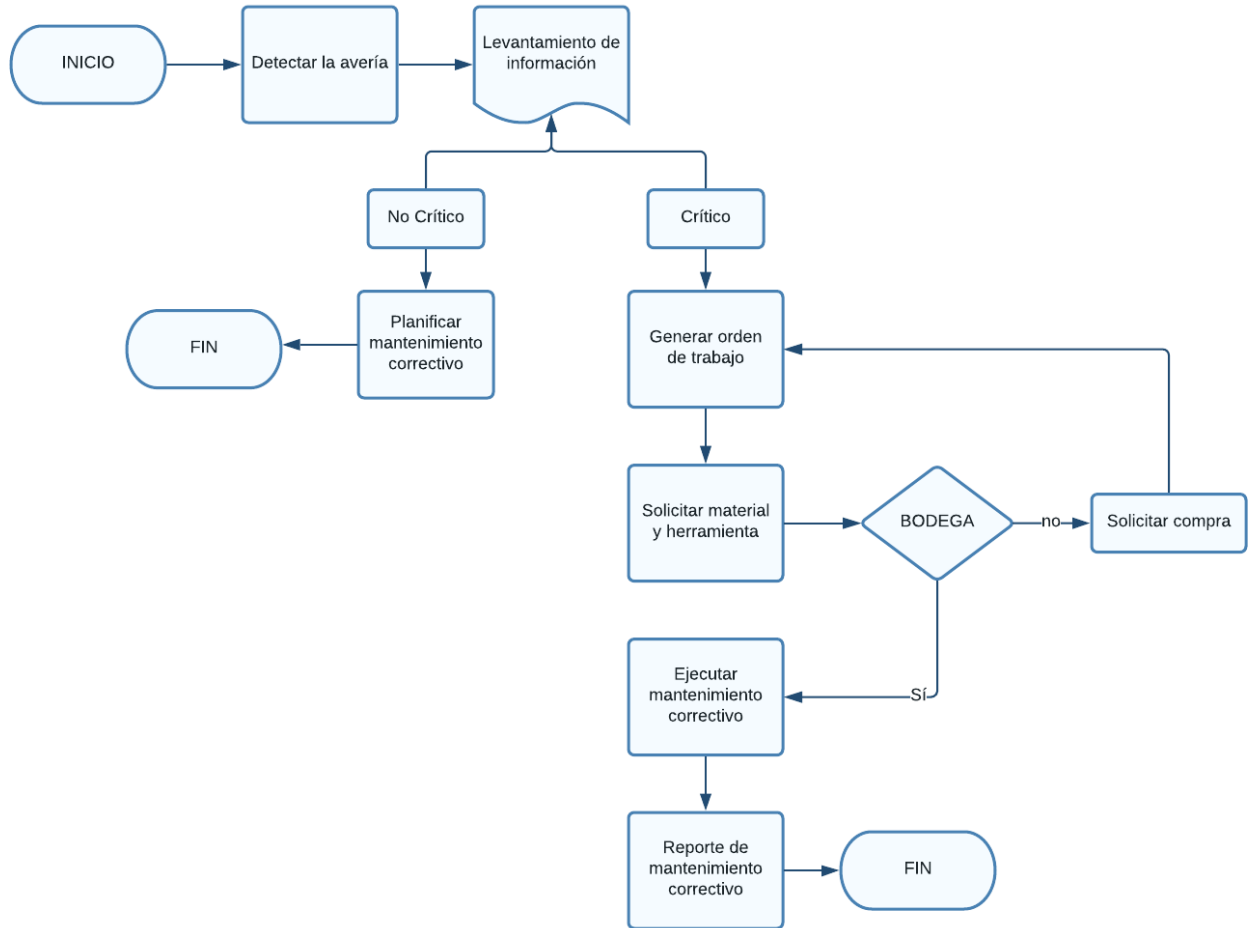 INICIO
Detectar la avería
Levantamiento de
información
No Crítico
Crítico
Planificar
mantenimiento
correctivo
FIN
Generar orden
de trabajo
Solicitar material
y herramienta
BODEGA
no
Solicitar compra
Sí
Ejecutar
mantenimiento
correctivo
Reporte de
mantenimiento
correctivo
FIN